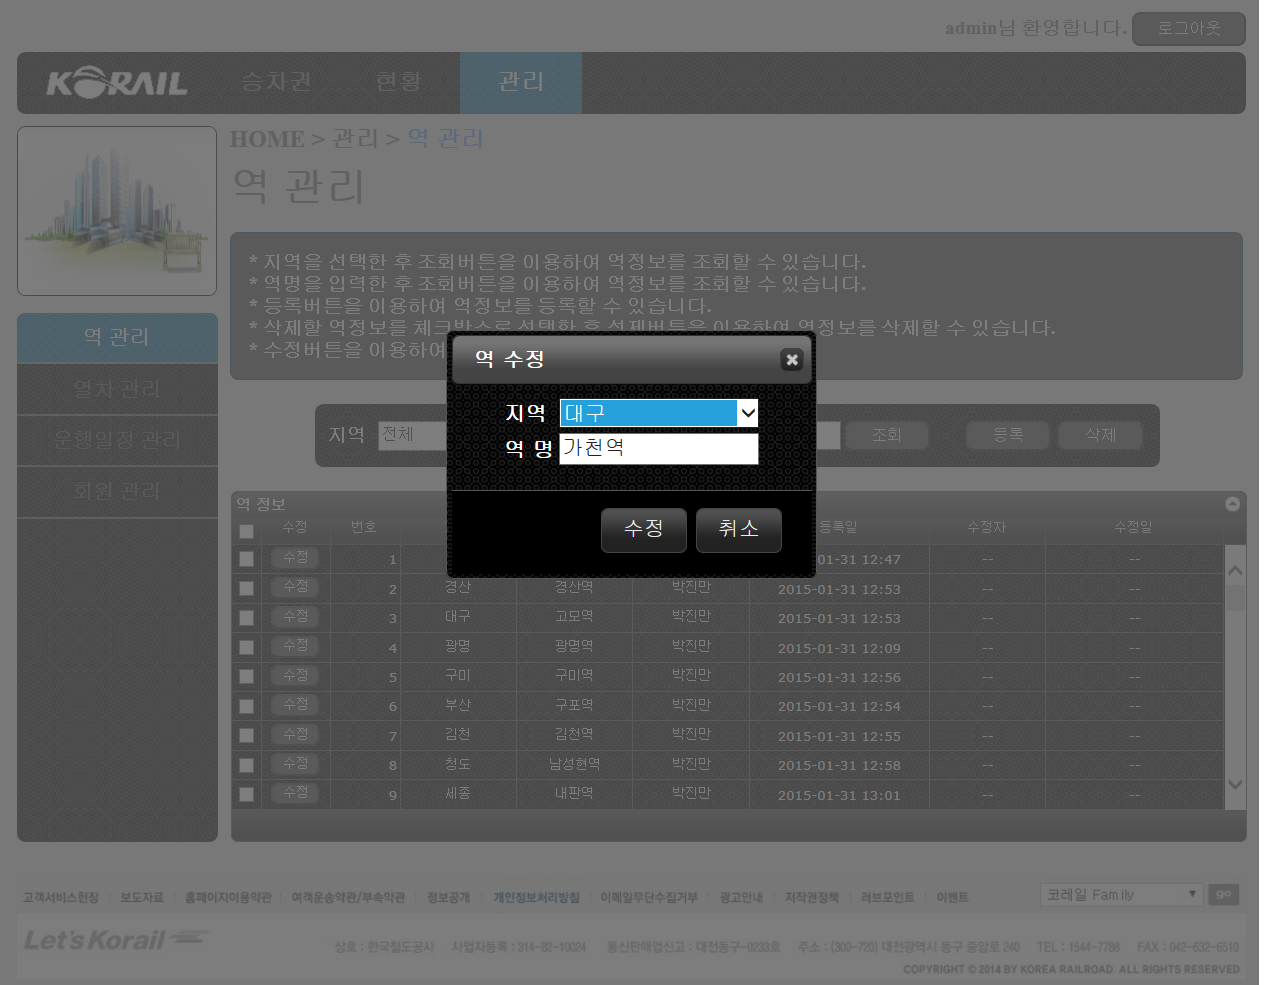 admin님 환영합니다. 로그아웃
KORAIL 승차권 현황 관리
HOME > 관리 > 역 관리
역 관리
* 지역을 선택한 후 조회버튼을 이용하여 역정보를 조회할 수 있습니다.
* 역명을 입력한 후 조회버튼을 이용하여 역정보를 조회할 수 있습니다.
* 등록버튼을 이용하여 역정보를 등록할 수 있습니다.
* 삭제할 역정보를 체크박스로 선택한 후 삭제버튼을 이용하여 역정보를 삭제할 수 있습니다.
* 수정버튼을 이용하여
역 관리
열차 관리
운행일정 관리
회원 관리
지역 전체 조회 등록 삭제
역 수정
지역 대구
역 명 가천역
수정 취소
역 정보
수정 번호 등록일 수정자 수정일
수정 1 01-31 12:47 -- --
수정 2 경산 경산역 박진만 2015-01-31 12:53 -- --
수정 3 대구 고모역 박진만 2015-01-31 12:53 -- --
수정 4 광명 광명역 박진만 2015-01-31 12:09 -- --
수정 5 구미 구미역 박진만 2015-01-31 12:56 -- --
수정 6 부산 구포역 박진만 2015-01-31 12:54 -- --
수정 7 김천 김천역 박진만 2015-01-31 12:55 -- --
수정 8 청도 남성현역 박진만 2015-01-31 12:58 -- --
수정 9 세종 내판역 박진만 2015-01-31 13:01 -- --
고객서비스헌장 보도자료 홈페이지이용약관 여객운송약관/부속약관 정보공개 개인정보처리방침 이메일무단수집거부 광고안내 저작권정책 러브포인트 이벤트 코레일 Family go
Let's Korail 상호 : 한국철도공사 사업자등록 : 314-82-10024 통신판매업신고 : 대전동구-0233호 주소 : (300-720) 대전광역시 동구 중앙로 240 TEL : 1544-7788 FAX : 042-632-6510
COPYRIGHT © 2014 BY KOREA RAILROAD ALL RIGHTS RESERVED